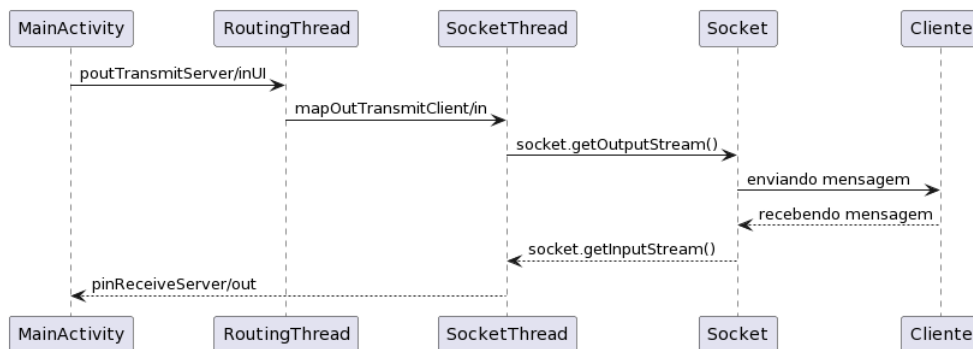 MainActivity RoutingThread SocketThread Socket Cliente
poutTransmitServer/inUI
mapOutTransmitClient/in
socket.getOutputStream()
enviando mensagem
recebendo mensagem
socket.getInputStream()
pinReceiveServer/out
MainActivity RoutingThread SocketThread Socket Cliente